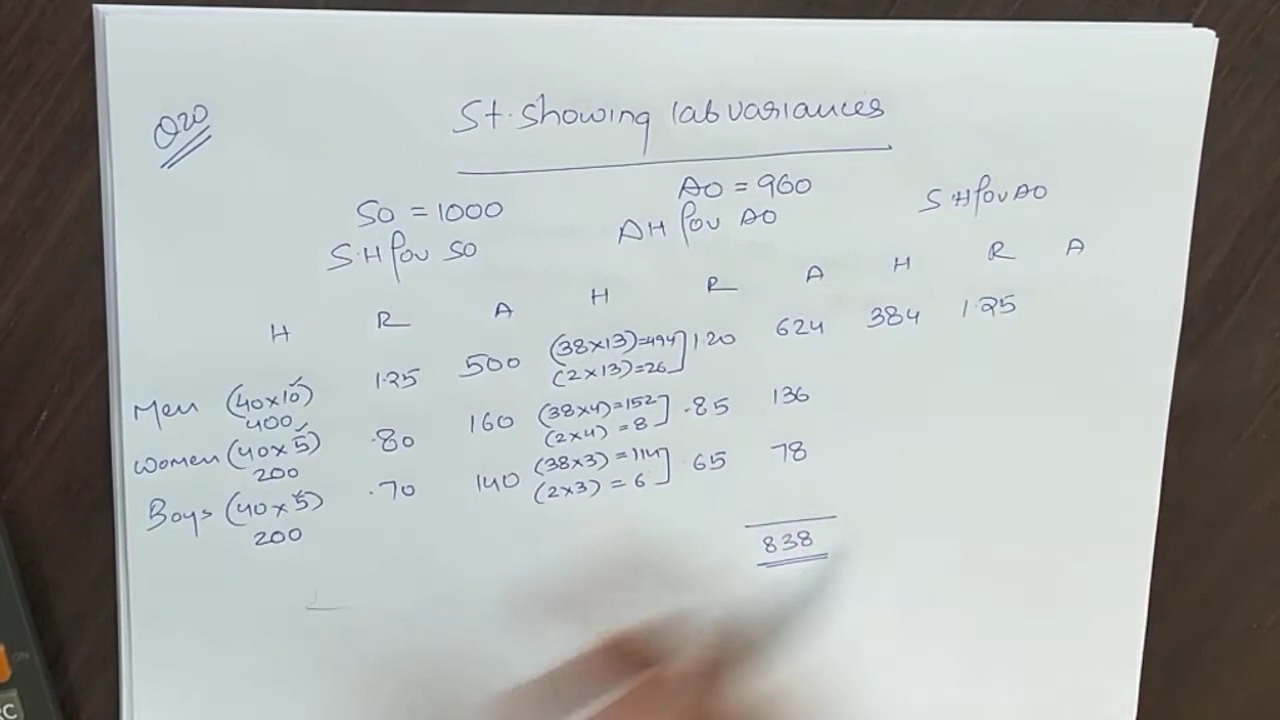 Q20
St. Showing lab variances
SO = 1000
AO = 960
S.H for SO
AH for AO
S.H for AO
H R A H R A H R A
Men (40x10) 1.25 500 (38x13)=494 1.20 624 384 1.25
400 (2x13)=26
Women (40x5) .80 160 (38x4)=152 .85 136
200 (2x4) = 8
Boys (40x5) .70 140 (38x3) = 114 65 78
200 (2x3) = 6
838